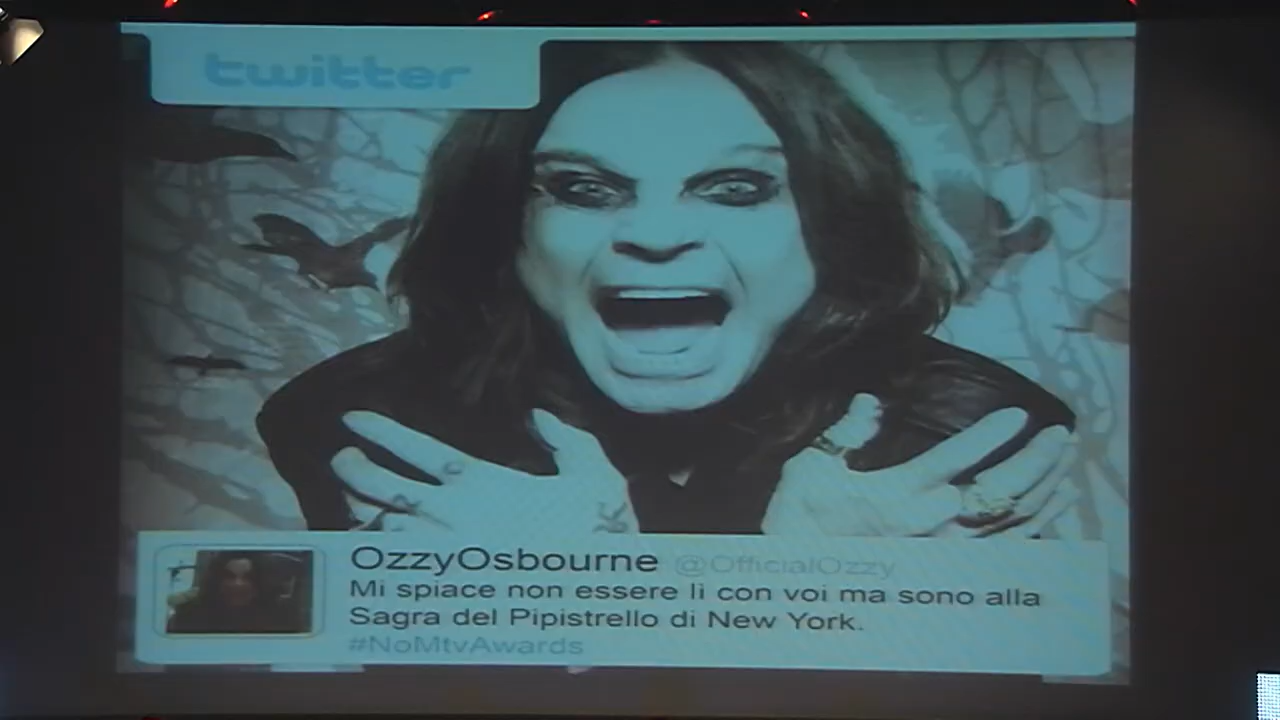 twitter
OzzyOsbourne @OfficialOzzy
Mi spiace non essere li con voi ma sono alla
Sagra del Pipistrello di New York.
#NoMtvAwards